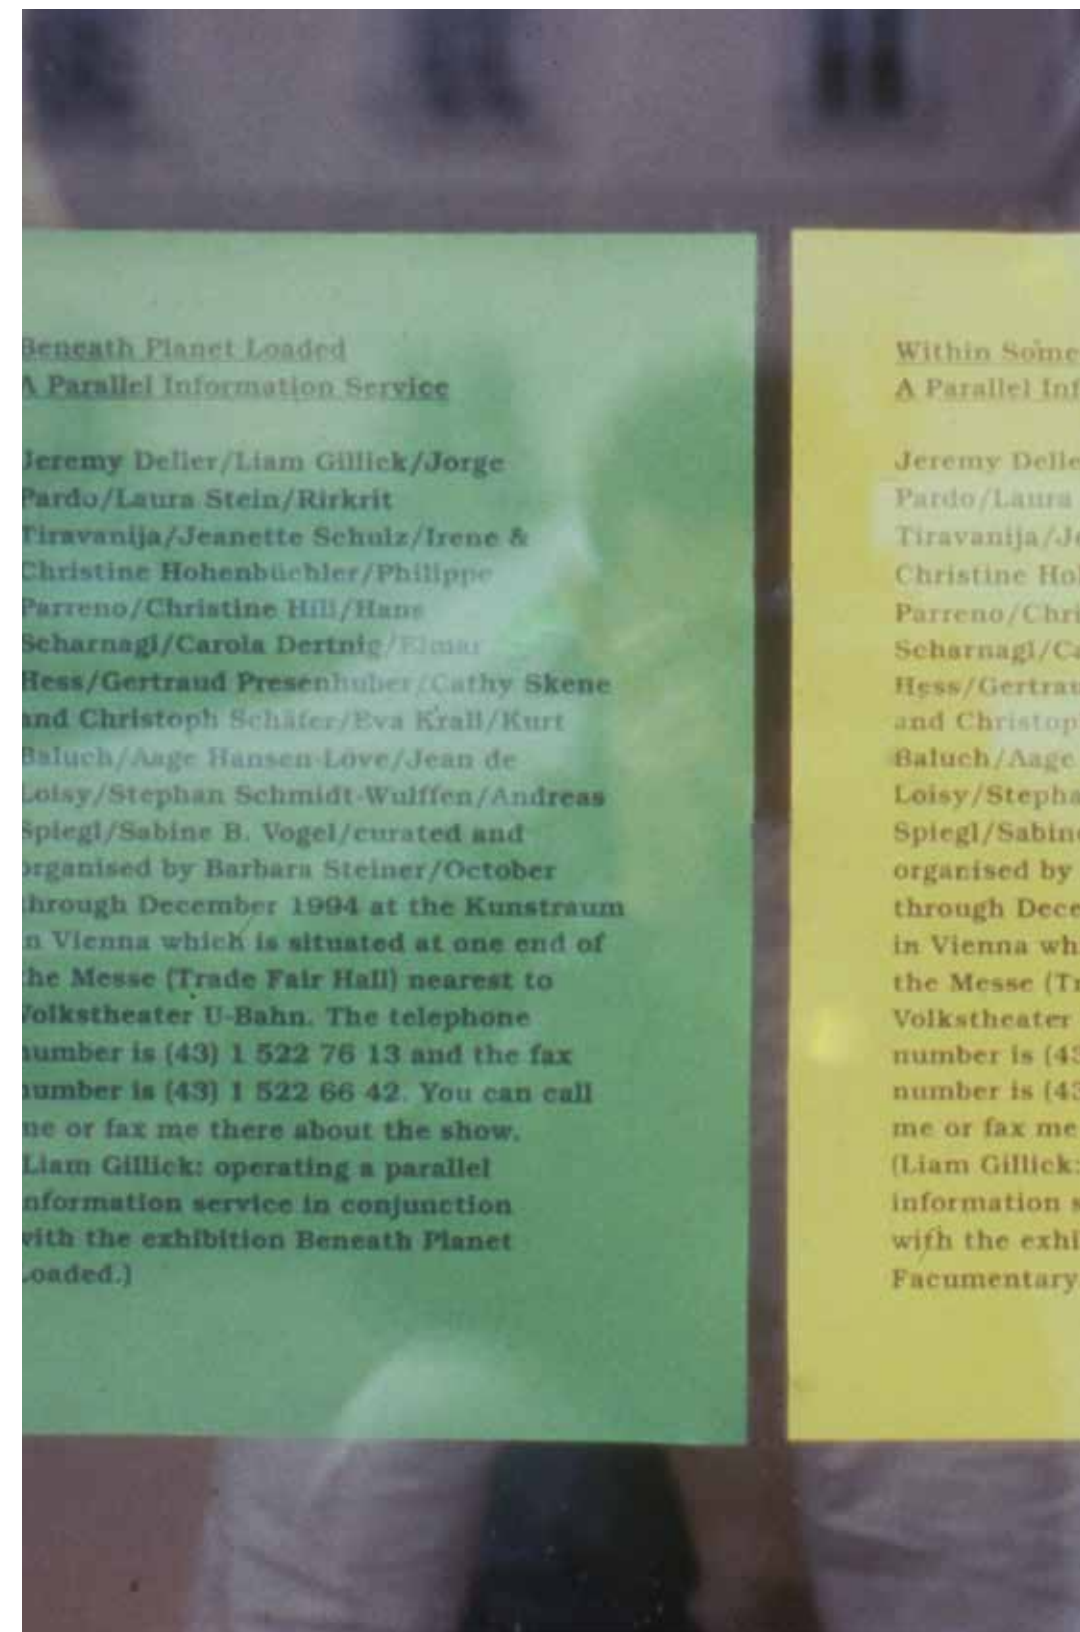 Beneath Planet Loaded
A Parallel Information Service
Jeremy Deller/Liam Gillick/Jorge
Pardo/Laura Stein/Rirkrit
Tiravanija/Jeanette Schulz/Irene &
Christine Hohenbüchler/Philippe
Parreno/Christine Hill/Hans
Scharnagl/Carola Dertnig/Elmar
Hess/Gertraud Presenhuber/Cathy Skene
and Christoph Schäfer/Eva Krall/Kurt
Baluch/Aage Hansen-Löve/Jean de
Loisy/Stephan Schmidt-Wulffen/Andreas
Spiegl/Sabine B. Vogel/curated and
organised by Barbara Steiner/October
through December 1994 at the Kunstraum
in Vienna which is situated at one end of
the Messe (Trade Fair Hall) nearest to
Volkstheater U-Bahn. The telephone
number is (43) 1 522 76 13 and the fax
number is (43) 1 522 66 42. You can call
me or fax me there about the show.
Liam Gillick: operating a parallel
information service in conjunction
with the exhibition Beneath Planet
Loaded.)
Within Some
A Parallel Inf
Jeremy Delle
Pardo/Laura
Tiravanija/Je
Christine Hol
Parreno/Chri
Scharnagl/Ca
Hess/Gertrau
and Christop
Baluch/Aage
Loisy/Stepha
Spiegl/Sabine
organised by
through Dece
in Vienna wh
the Messe (Tr
Volkstheater
number is (43
number is (43
me or fax me
(Liam Gillick:
information s
with the exhi
Facumentary